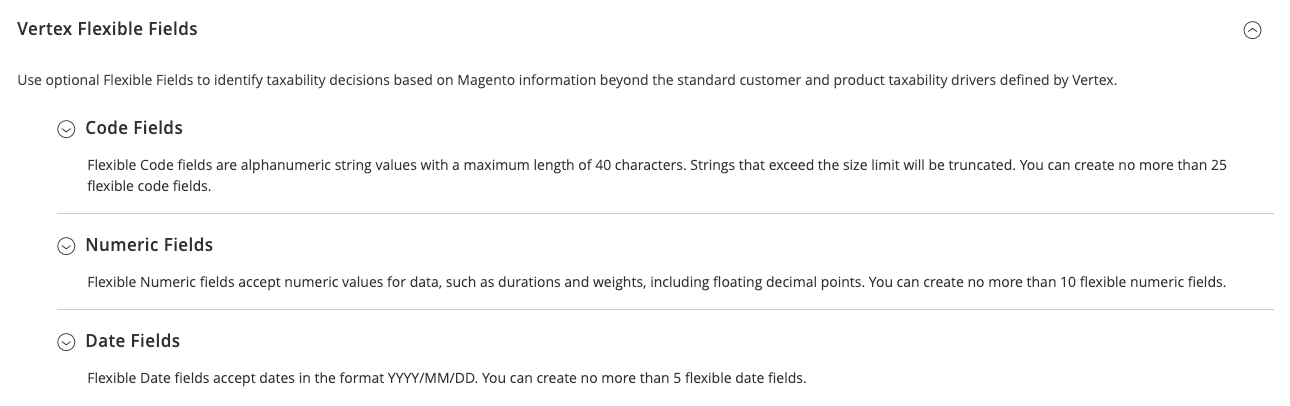 Vertex Flexible Fields
Use optional Flexible Fields to identify taxability decisions based on Magento information beyond the standard customer and product taxability drivers defined by Vertex.
Code Fields
Flexible Code fields are alphanumeric string values with a maximum length of 40 characters. Strings that exceed the size limit will be truncated. You can create no more than 25
flexible code fields.
Numeric Fields
Flexible Numeric fields accept numeric values for data, such as durations and weights, including floating decimal points. You can create no more than 10 flexible numeric fields.
Date Fields
Flexible Date fields accept dates in the format YYYY/MM/DD. You can create no more than 5 flexible date fields.